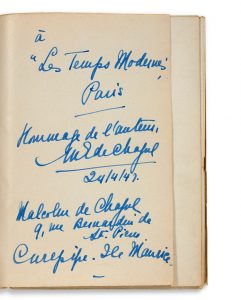 à
"Les Temps Modernes"
Paris
Hommage de l'auteur
M de Chazal
24/4/47.
Malcolm de Chazal
9, rue Bernardin de
St. Pierre
Curepipe. Ile Maurice.